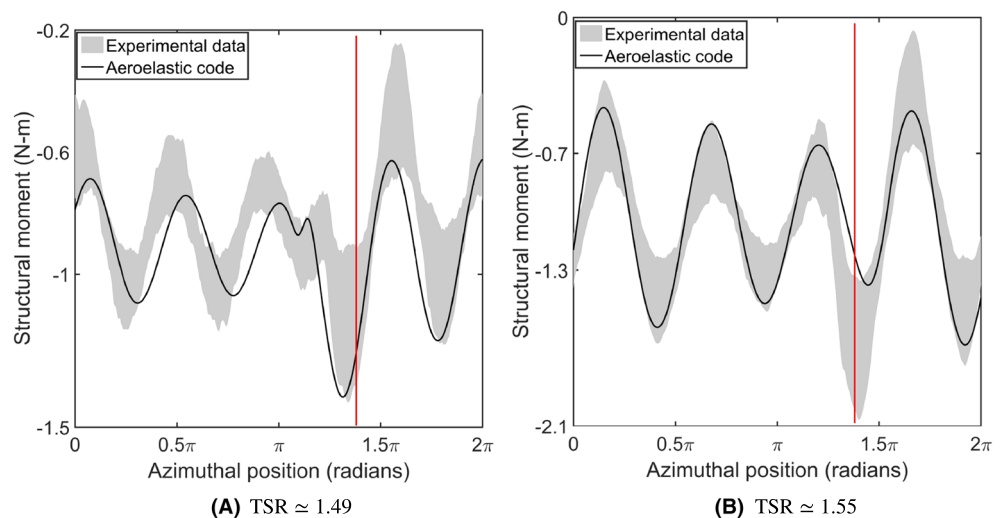 Experimental data
Aeroelastic code
Structural moment (N-m)
-0.2
-0.6
-1
-1.5
0
0.5π
π
1.5π
2π
Azimuthal position (radians)
(A) TSR ≃ 1.49
Experimental data
Aeroelastic code
Structural moment (N-m)
0
-0.7
-1.3
-2.1
0
0.5π
π
1.5π
2π
Azimuthal position (radians)
(B) TSR ≃ 1.55